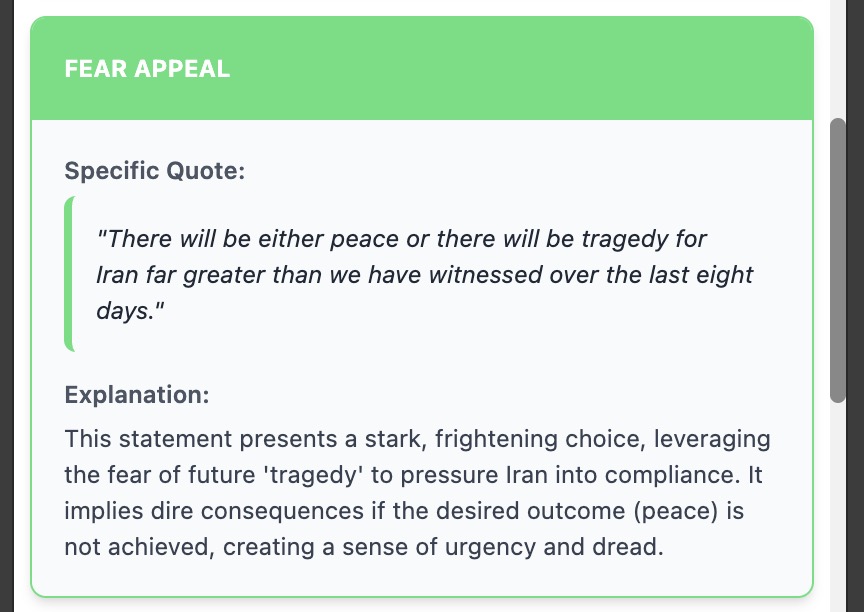 FEAR APPEAL
Specific Quote:
"There will be either peace or there will be tragedy for
Iran far greater than we have witnessed over the last eight
days."
Explanation:
This statement presents a stark, frightening choice, leveraging
the fear of future 'tragedy' to pressure Iran into compliance. It
implies dire consequences if the desired outcome (peace) is
not achieved, creating a sense of urgency and dread.